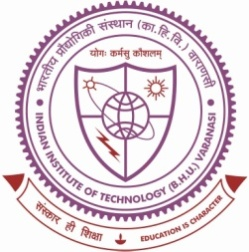 भारतीय प्रौद्योगिकी संस्थान (का.हि.वि.) वाराणसी
योगः कर्मसु कौशलम्
INDIAN INSTITUTE OF TECHNOLOGY (B.H.U.) VARANASI
संस्कार ही शिक्षा
EDUCATION IS CHARACTER